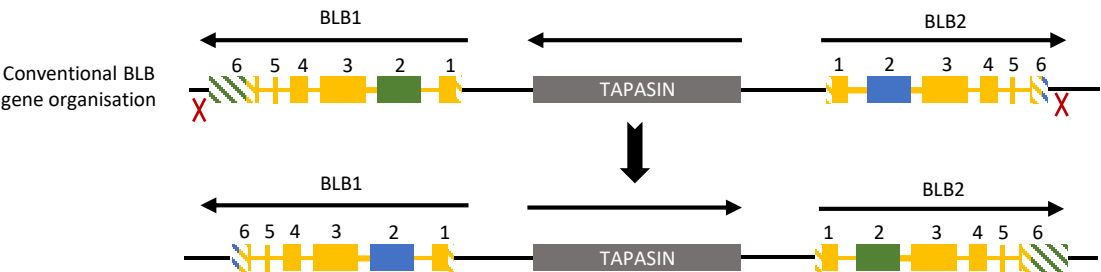 BLB1
BLB2
6 5 4 3 2 1
1 2 3 4 5 6
Conventional BLB
gene organisation
TAPASIN
BLB1
BLB2
6 5 4 3 2 1
1 2 3 4 5 6
TAPASIN